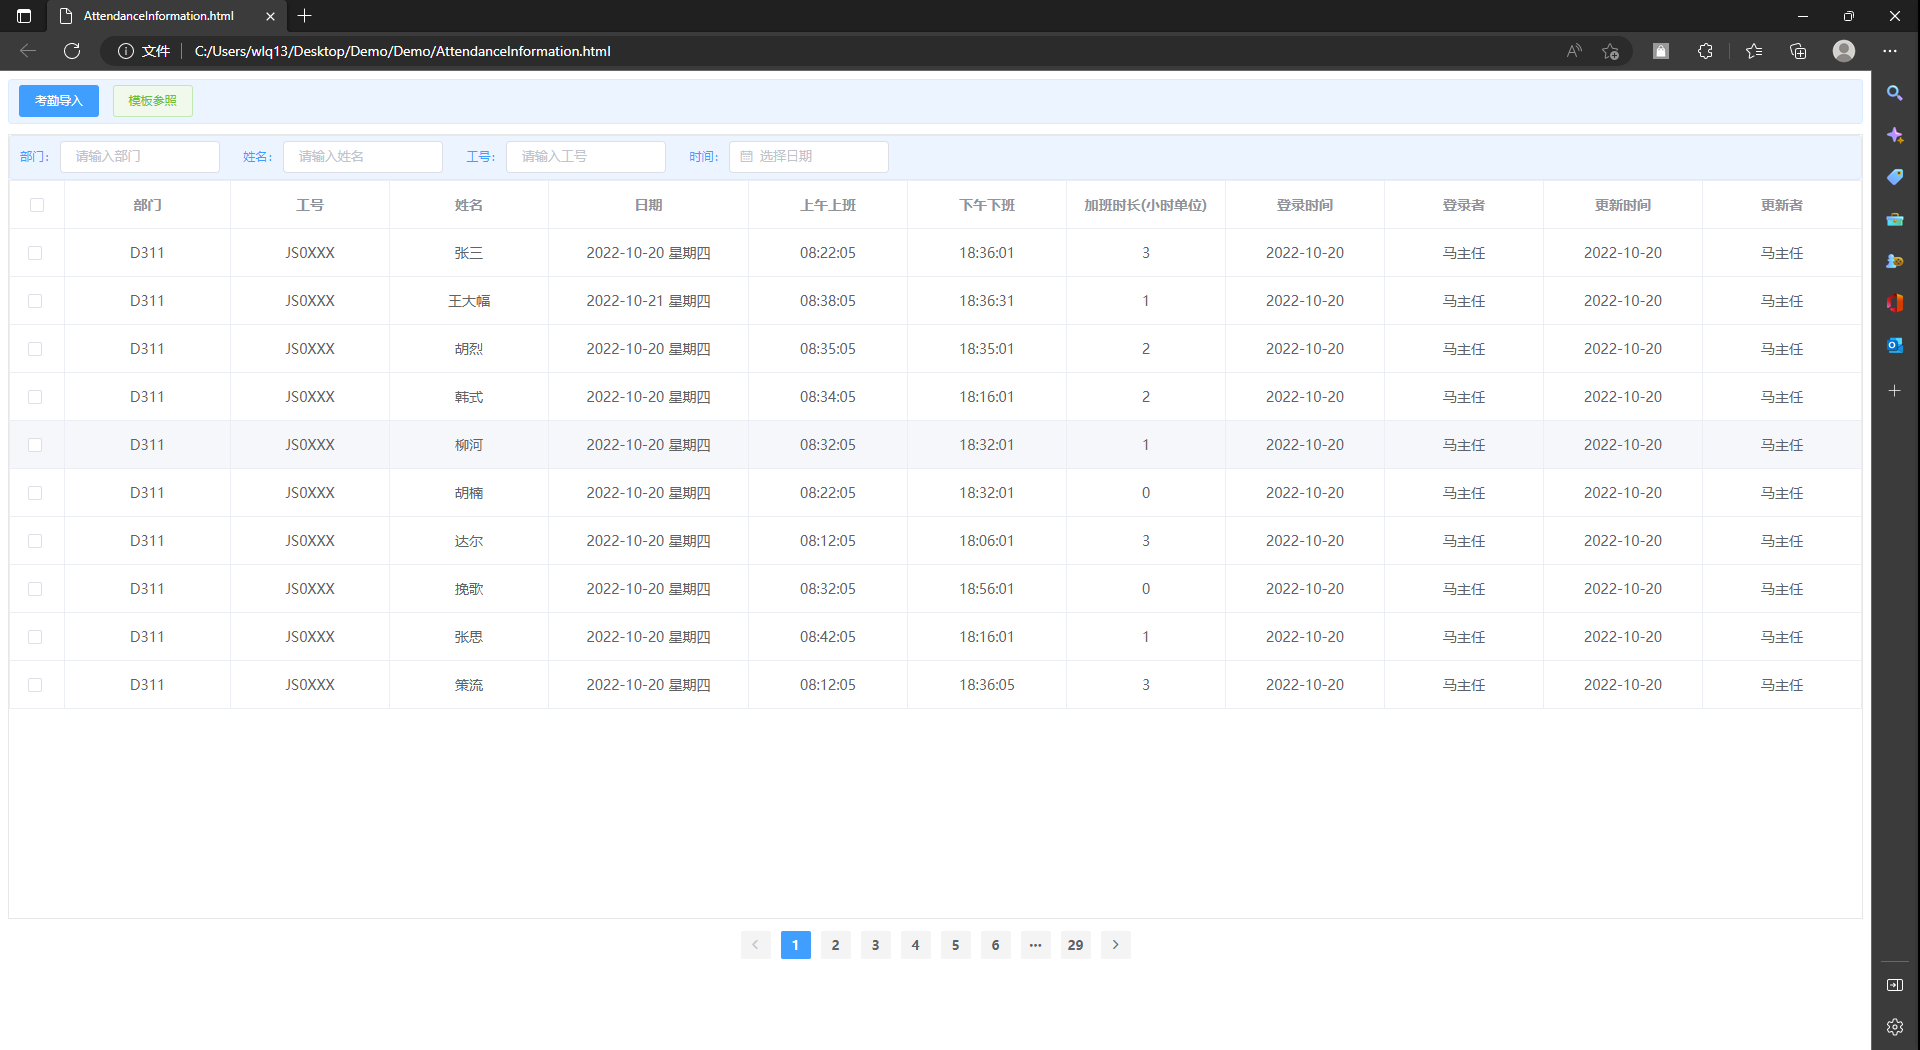 AttendanceInformation.html
文件 C:/Users/wlq13/Desktop/Demo/Demo/AttendanceInformation.html
考勤导入 模板参照
部门: 请输入部门 姓名: 请输入姓名 工号: 请输入工号 时间: 选择日期
部门 工号 姓名 日期 上午上班 下午下班 加班时长(小时单位) 登录时间 登录者 更新时间 更新者
D311 JS0XXX 张三 2022-10-20 星期四 08:22:05 18:36:01 3 2022-10-20 马主任 2022-10-20 马主任
D311 JS0XXX 王大幅 2022-10-21 星期四 08:38:05 18:36:31 1 2022-10-20 马主任 2022-10-20 马主任
D311 JS0XXX 胡烈 2022-10-20 星期四 08:35:05 18:35:01 2 2022-10-20 马主任 2022-10-20 马主任
D311 JS0XXX 韩式 2022-10-20 星期四 08:34:05 18:16:01 2 2022-10-20 马主任 2022-10-20 马主任
D311 JS0XXX 柳河 2022-10-20 星期四 08:32:05 18:32:01 1 2022-10-20 马主任 2022-10-20 马主任
D311 JS0XXX 胡楠 2022-10-20 星期四 08:22:05 18:32:01 0 2022-10-20 马主任 2022-10-20 马主任
D311 JS0XXX 达尔 2022-10-20 星期四 08:12:05 18:06:01 3 2022-10-20 马主任 2022-10-20 马主任
D311 JS0XXX 挽歌 2022-10-20 星期四 08:32:05 18:56:01 0 2022-10-20 马主任 2022-10-20 马主任
D311 JS0XXX 张思 2022-10-20 星期四 08:42:05 18:16:01 1 2022-10-20 马主任 2022-10-20 马主任
D311 JS0XXX 策流 2022-10-20 星期四 08:12:05 18:36:05 3 2022-10-20 马主任 2022-10-20 马主任
1 2 3 4 5 6 ... 29